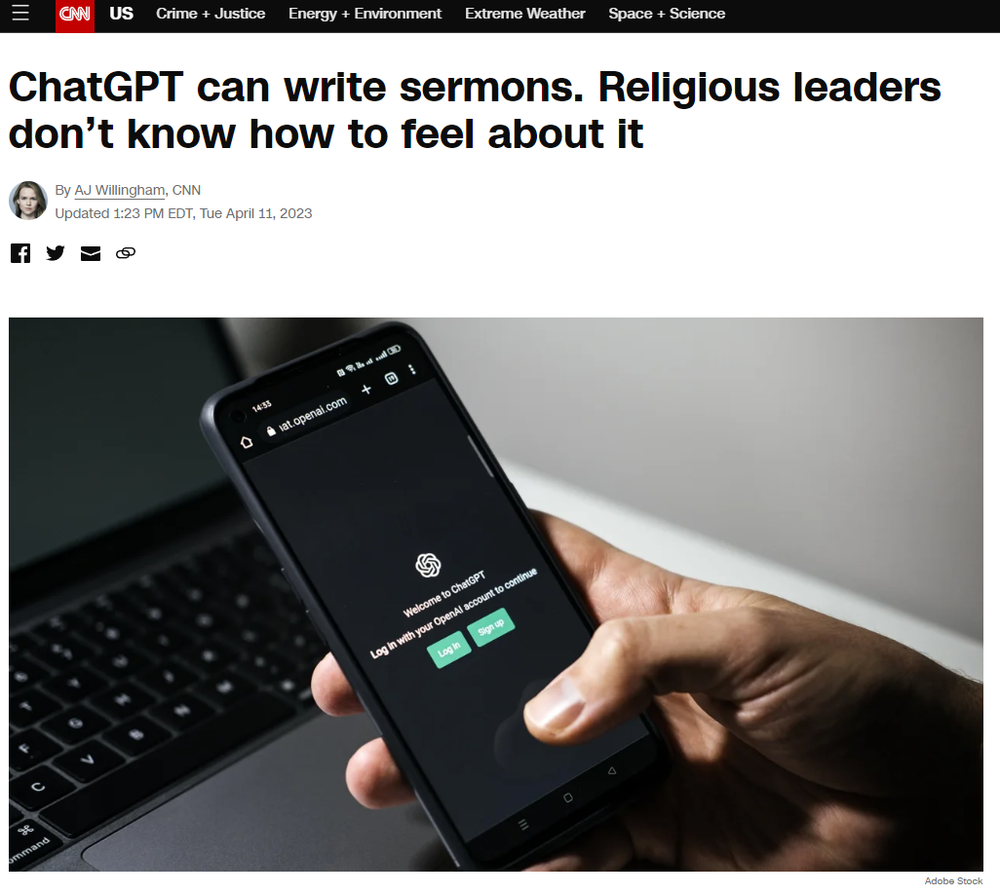 CNN US Crime + Justice Energy + Environment Extreme Weather Space + Science
ChatGPT can write sermons. Religious leaders
don’t know how to feel about it
By AJ Willingham, CNN
Updated 1:23 PM EDT, Tue April 11, 2023
14:33
at.openai.com
Welcome to ChatGPT
Log in with your OpenAI account to continue
Log in Sign up
F
C V B
command
Adobe Stock